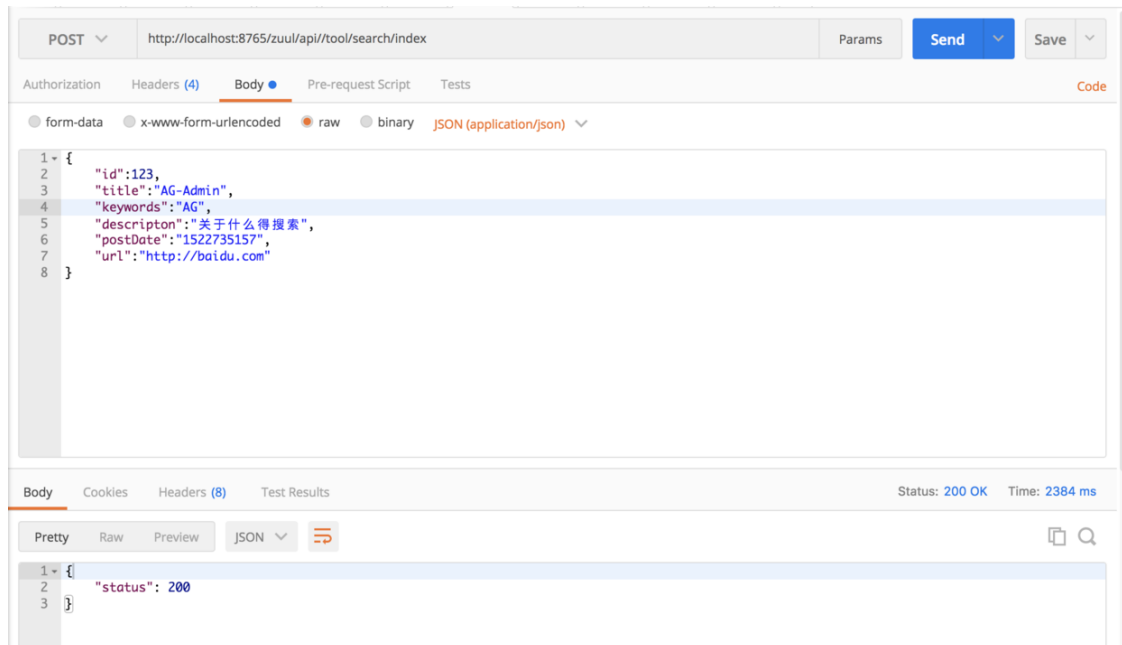 POST http://localhost:8765/zuul/api//tool/search/index Params Send Save
Authorization Headers (4) Body Pre-request Script Tests Code
form-data x-www-form-urlencoded raw binary JSON (application/json)
1 {
2 "id":123,
3 "title":"AG-Admin",
4 "keywords":"AG",
5 "descripton":"关于什么得搜索",
6 "postDate":"1522735157",
7 "url":"http://baidu.com"
8 }
Body Cookies Headers (8) Test Results Status: 200 OK Time: 2384 ms
Pretty Raw Preview JSON
1 {
2 "status": 200
3 }